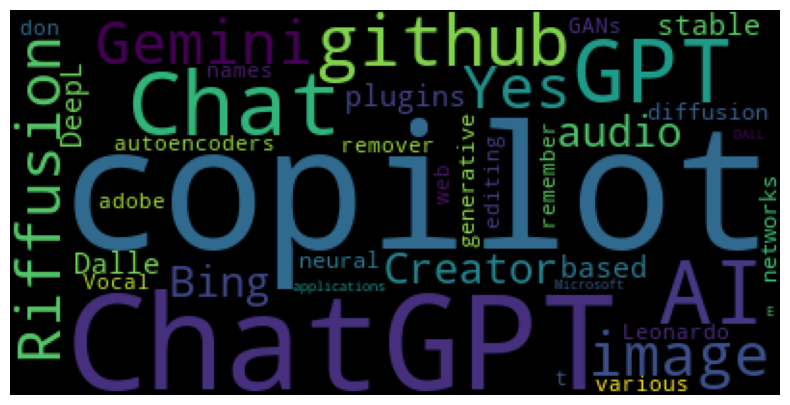 don
Gemini
github
GANs
stable
Riffusion
DeepL
names
Chat
plugins
Yes
GPT
diffusion
autoencoders
remover
audio
DALL
copilot
adobe
web
generative
editing
remember
networks
Dalle
Vocal
Bing
neural
applications
Creator
based
Microsoft
AI
m
ChatGPT
Leonardo
image
t
various